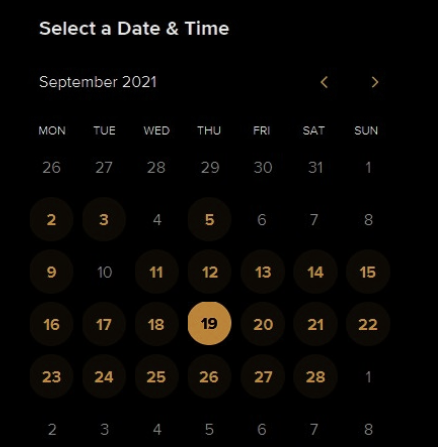 Select a Date & Time
September 2021
MON TUE WED THU FRI SAT SUN
26 27 28 29 30 31 1
2 3 4 5 6 7 8
9 10 11 12 13 14 15
16 17 18 19 20 21 22
23 24 25 26 27 28 1
2 3 4 5 6 7 8